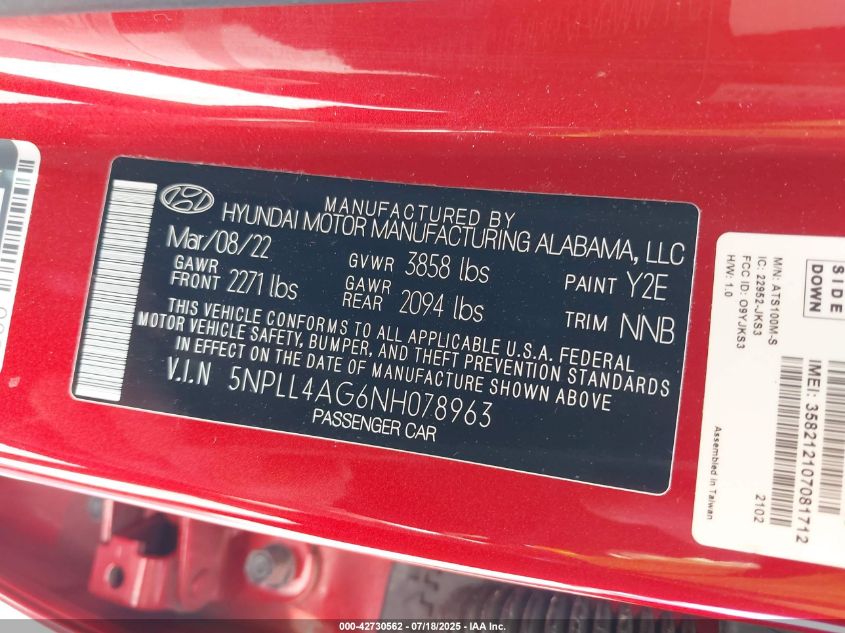 MANUFACTURED BY
HYUNDAI MOTOR MANUFACTURING ALABAMA, LLC
Mar/08/22
GVWR 3858 lbs
PAINT Y2E
GAWR FRONT 2271 lbs
GAWR REAR 2094 lbs
TRIM NNB
THIS VEHICLE CONFORMS TO ALL APPLICABLE U.S.A. FEDERAL
MOTOR VEHICLE SAFETY, BUMPER, AND THEFT PREVENTION STANDARDS
IN EFFECT ON THE DATE OF MANUFACTURE SHOWN ABOVE
V.I.N 5NPLL4AG6NH078963
PASSENGER CAR
SIDE
DOWN
M/N: ATS100M-S
IC: 22952-JKS3
FCC ID: O9YJKS3
H/W: 1.0
IMEI: 358212107081712
2102
Assembled in Taiwan
000-42730562 - 07/18/2025 - IAA Inc.